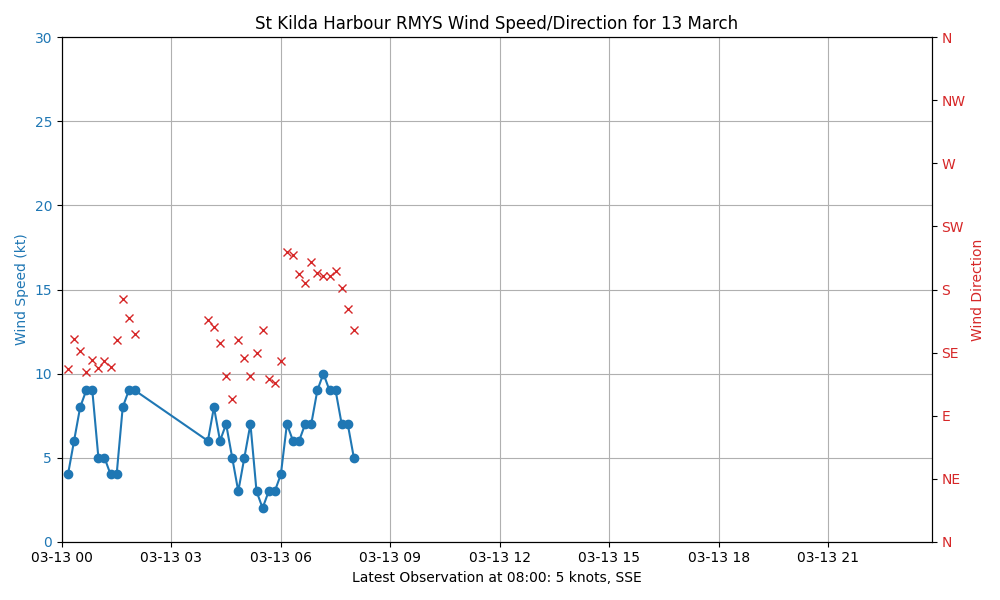 St Kilda Harbour RMYS Wind Speed/Direction for 13 March
30
25
20
15
10
5
0
Wind Speed (kt)
N
NW
W
SW
S
SE
E
NE
N
Wind Direction
03-13 00
03-13 03
03-13 06
03-13 09
03-13 12
03-13 15
03-13 18
03-13 21
Latest Observation at 08:00: 5 knots, SSE